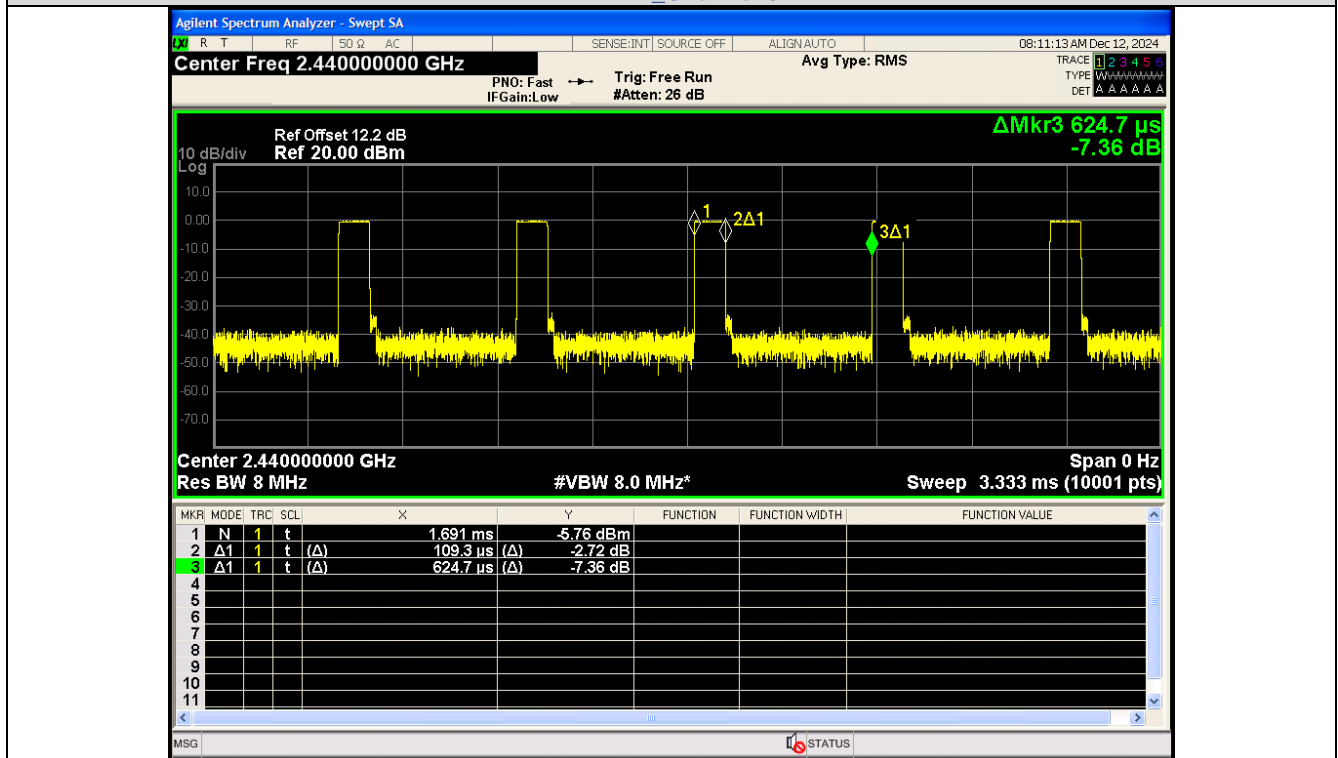 Agilent Spectrum Analyzer - Swept SA
LXI R T RF 50 Ω AC SENSE:INT SOURCE OFF ALIGN AUTO 08:11:13 AM Dec 12, 2024
Center Freq 2.440000000 GHz Avg Type: RMS TRACE 1 2 3 4 5 6
PNO: Fast Trig: Free Run TYPE
IFGain:Low #Atten: 26 dB DET A A A A A A
ΔMkr3 624.7 µs
Ref Offset 12.2 dB
10 dB/div Ref 20.00 dBm -7.36 dB
Log
10.0
1
0.00 2Δ1
3Δ1
-10.0
-20.0
-30.0
-40.0
-50.0
-60.0
-70.0
Center 2.440000000 GHz Span 0 Hz
Res BW 8 MHz #VBW 8.0 MHz* Sweep 3.333 ms (10001 pts)
MKR MODE TRC SCL X Y FUNCTION FUNCTION WIDTH FUNCTION VALUE
1 N 1 t 1.691 ms -5.76 dBm
2 Δ1 1 t (Δ) 109.3 µs (Δ) -2.72 dB
3 Δ1 1 t (Δ) 624.7 µs (Δ) -7.36 dB
4
5
6
7
8
9
10
11
MSG STATUS